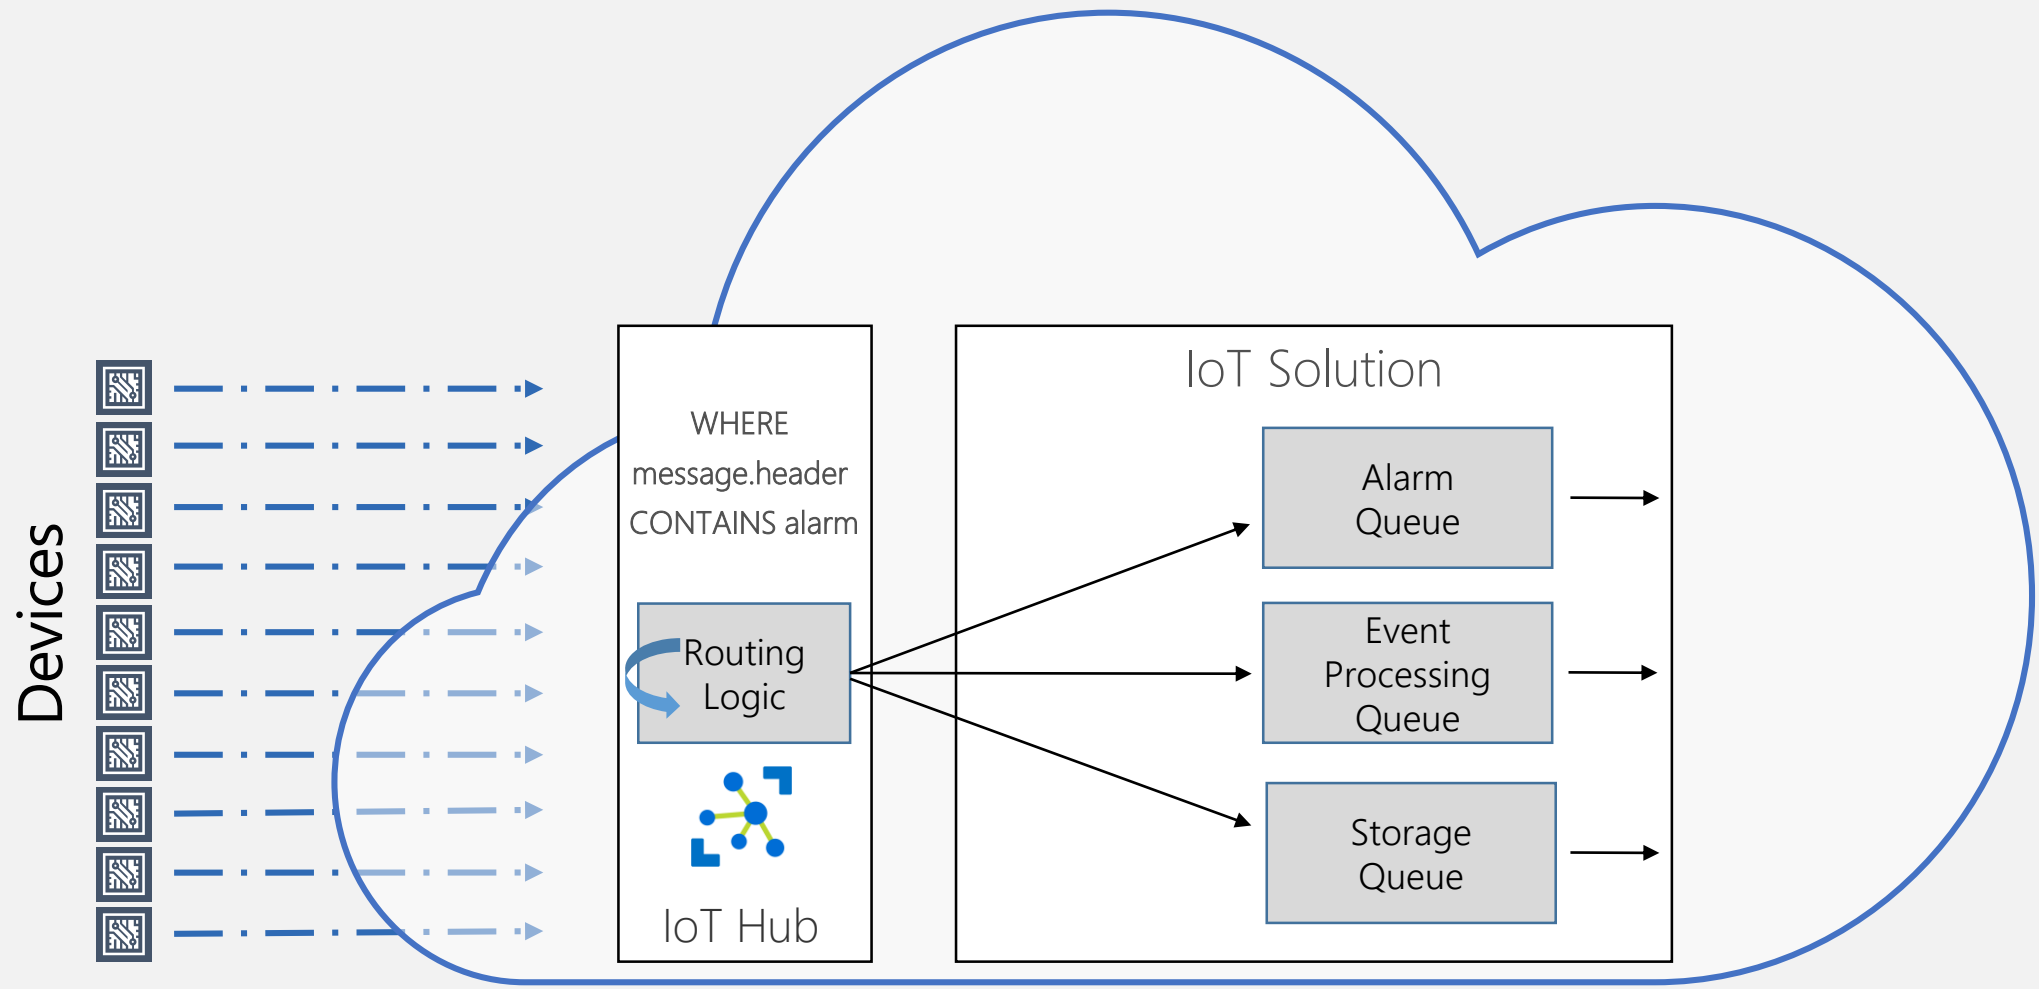 Devices
WHERE
message.header
CONTAINS alarm
Routing
Logic
IoT Hub
IoT Solution
Alarm
Queue
Event
Processing
Queue
Storage
Queue